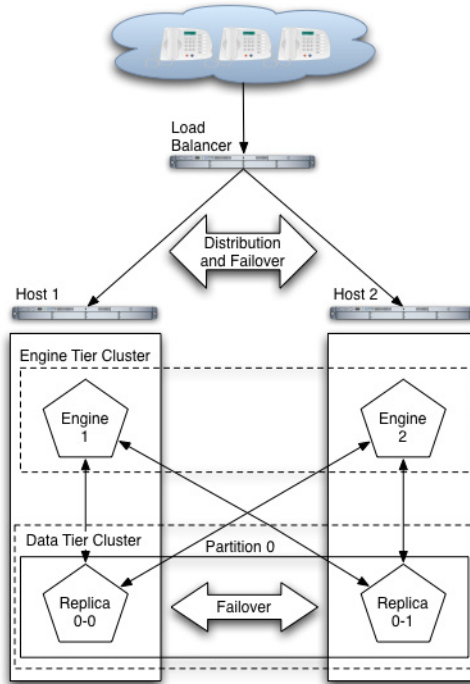 Load
Balancer
Distribution
and Failover
Host 1
Host 2
Engine Tier Cluster
Engine
1
Engine
2
Data Tier Cluster
Partition 0
Replica
0-0
Failover
Replica
0-1